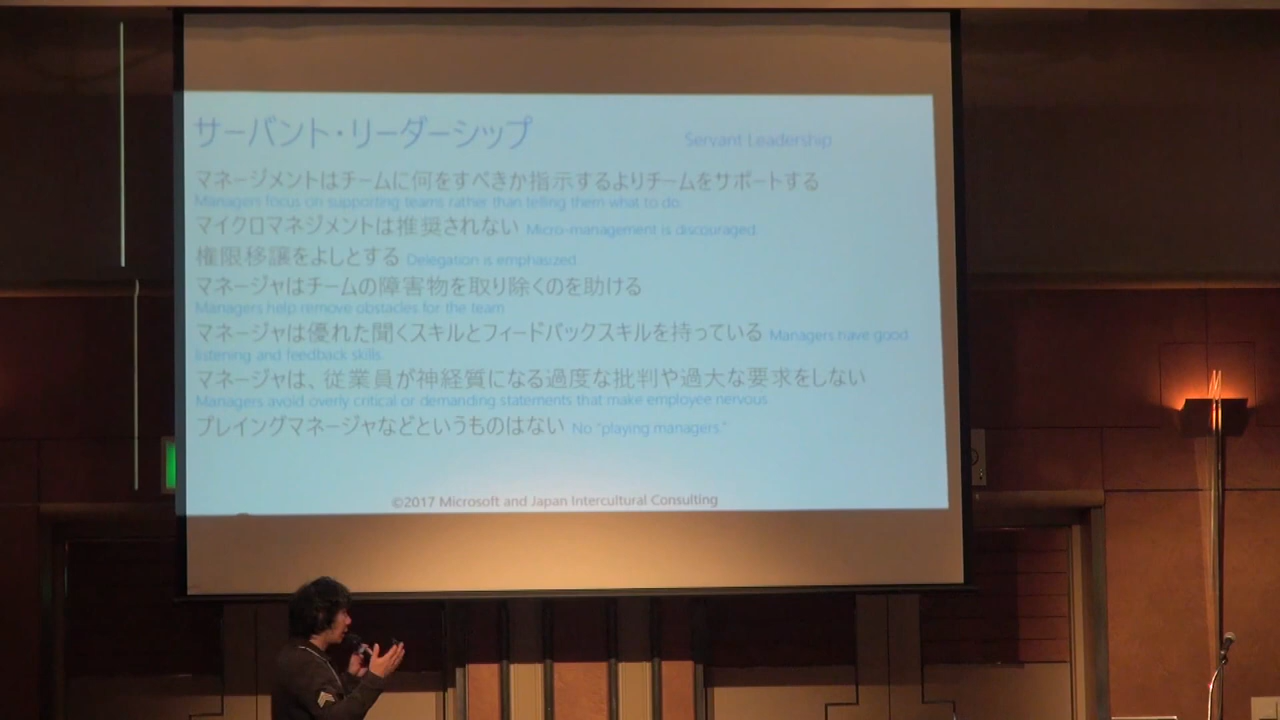 サーバント・リーダーシップ Servant Leadership
マネージメントはチームに何をすべきか指示するよりチームをサポートする
Managers focus on supporting teams rather than telling them what to do.
マイクロマネジメントは推奨されない Micro-management is discouraged.
権限移譲をよしとする Delegation is emphasized.
マネージャはチームの障害物を取り除くのを助ける
Managers help remove obstacles for the team
マネージャは優れた聞くスキルとフィードバックスキルを持っている Managers have good
listening and feedback skills.
マネージャは、従業員が神経質になる過度な批判や過大な要求をしない
Managers avoid overly critical or demanding statements that make employee nervous
プレイングマネージャなどというものはない No "playing managers."
©2017 Microsoft and Japan Intercultural Consulting